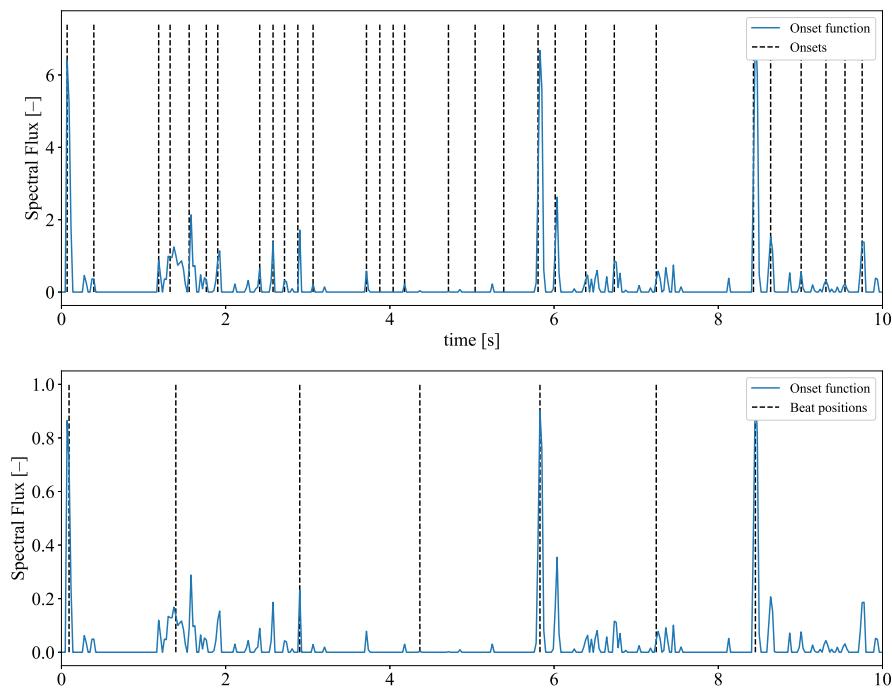 Onset function
Onsets
Spectral Flux [–]
6
4
2
0
0 2 4 6 8 10
time [s]
Onset function
Beat positions
Spectral Flux [–]
1.0
0.8
0.6
0.4
0.2
0.0
0 2 4 6 8 10